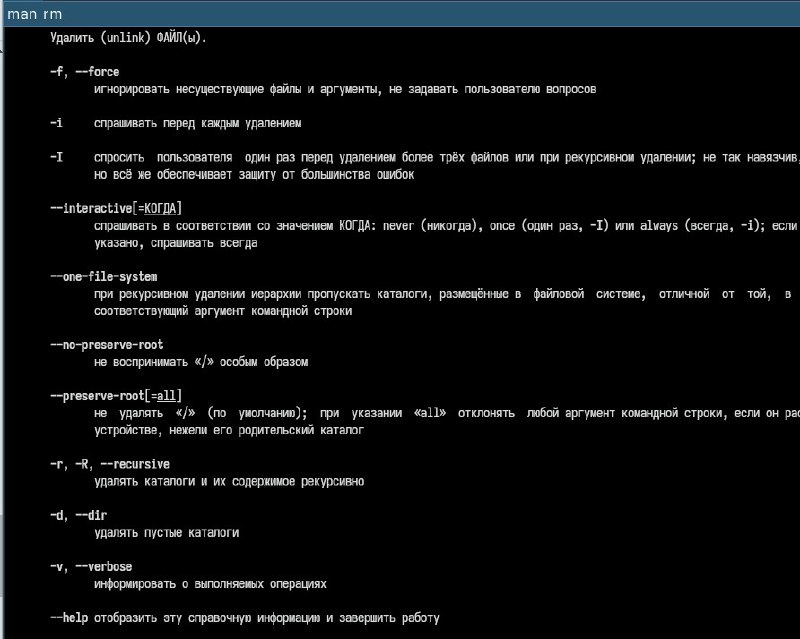 man rm
Удалить (unlink) ФАЙЛ(ы).
-f, --force
игнорировать несуществующие файлы и аргументы, не задавать пользователю вопросов
-i спрашивать перед каждым удалением
-I спросить пользователя один раз перед удалением более трёх файлов или при рекурсивном удалении; не так навязчив,
но всё же обеспечивает защиту от большинства ошибок
--interactive[=КОГДА]
спрашивать в соответствии со значением КОГДА: never (никогда), once (один раз, -I) или always (всегда, -i); если
указано, спрашивать всегда
--one-file-system
при рекурсивном удалении иерархии пропускать каталоги, размещённые в файловой системе, отличной от той, в
соответствующий аргумент командной строки
--no-preserve-root
не воспринимать «/» особым образом
--preserve-root[=all]
не удалять «/» (по умолчанию); при указании «all» отклонять любой аргумент командной строки, если он рас
устройстве, нежели его родительский каталог
-r, -R, --recursive
удалять каталоги и их содержимое рекурсивно
-d, --dir
удалять пустые каталоги
-v, --verbose
информировать о выполняемых операциях
--help отобразить эту справочную информацию и завершить работу